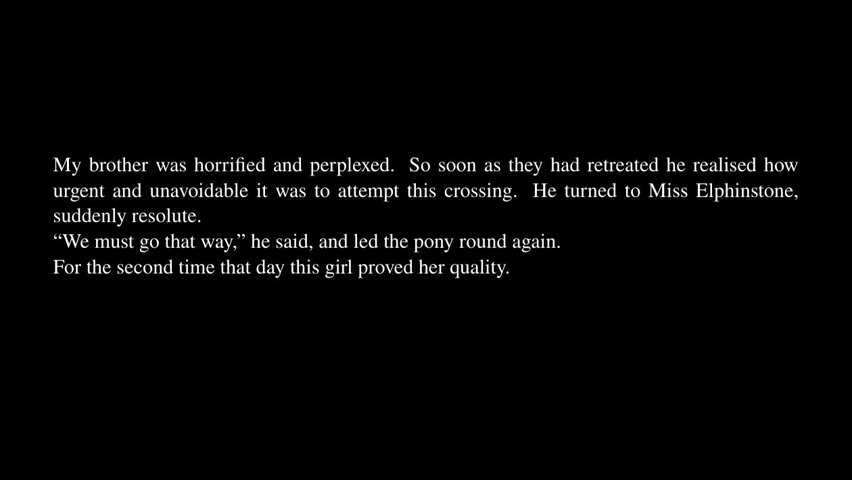 My brother was horrified and perplexed. So soon as they had retreated he realised how
urgent and unavoidable it was to attempt this crossing. He turned to Miss Elphinstone,
suddenly resolute.
“We must go that way,” he said, and led the pony round again.
For the second time that day this girl proved her quality.